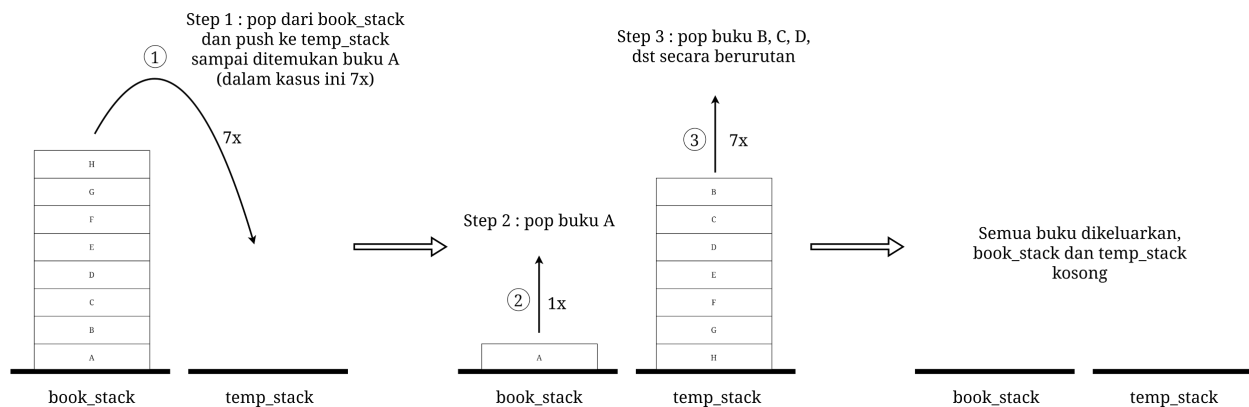 Step 1 : pop dari book_stack
dan push ke temp_stack
sampai ditemukan buku A
(dalam kasus ini 7x)
1
7x
H
G
F
E
D
C
B
A
book_stack
temp_stack
Step 2 : pop buku A
2
1x
A
book_stack
Step 3 : pop buku B, C, D,
dst secara berurutan
3
7x
B
C
D
E
F
G
H
temp_stack
Semua buku dikeluarkan,
book_stack dan temp_stack
kosong
book_stack
temp_stack